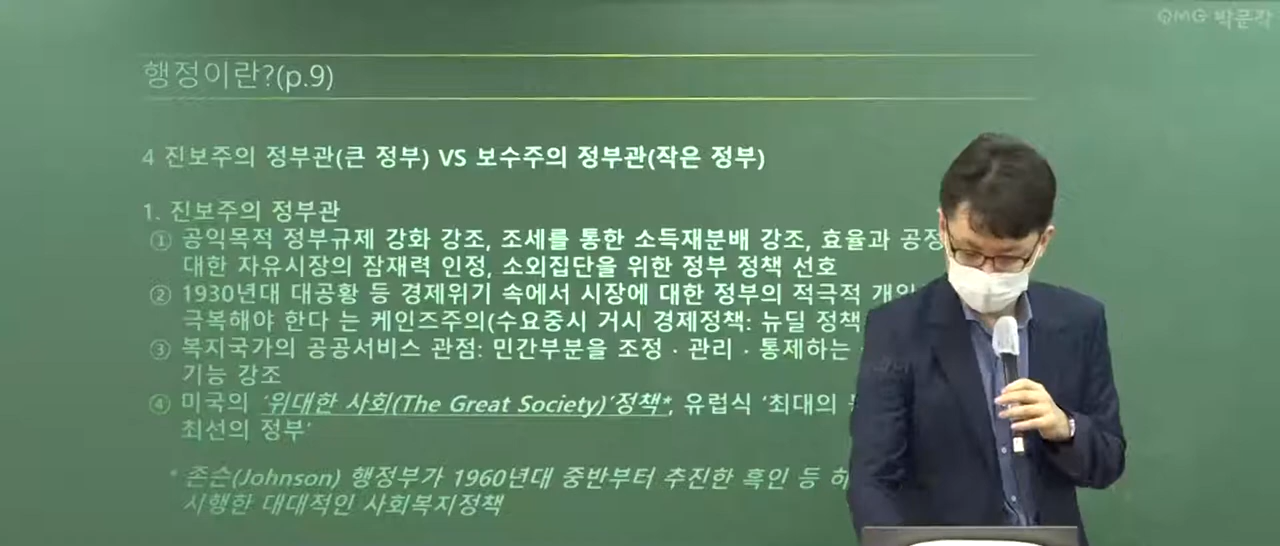 QMG 박문각
행정이란?(p.9)
4 진보주의 정부관(큰 정부) VS 보수주의 정부관(작은 정부)
1. 진보주의 정부관
① 공익목적 정부규제 강화 강조, 조세를 통한 소득재분배 강조, 효율과 공정
대한 자유시장의 잠재력 인정, 소외집단을 위한 정부 정책 선호
② 1930년대 대공황 등 경제위기 속에서 시장에 대한 정부의 적극적
극복해야 한다 는 케인즈주의(수요중시 거시 경제정책: 뉴딜 정책
③ 복지국가의 공공서비스 관점: 민간부분을 조정 · 관리 · 통제하는
기능 강조
④ 미국의 ‘위대한 사회(The Great Society)’정책*, 유럽식 ‘최대의
최선의 정부’
* 존슨(Johnson) 행정부가 1960년대 중반부터 추진한 흑인 등
시행한 대대적인 사회복지정책